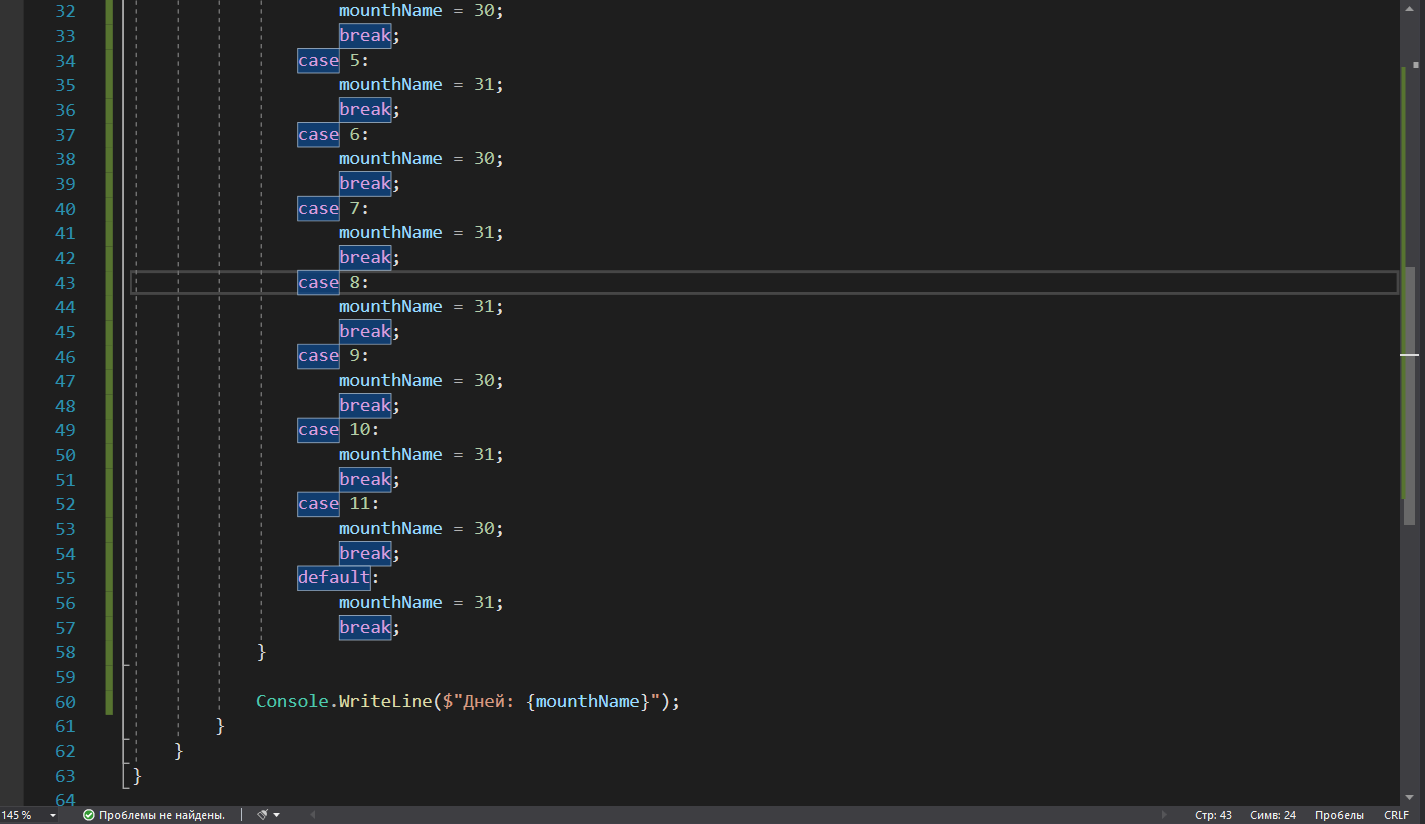 32 mounthName = 30;
33 break;
34 case 5:
35 mounthName = 31;
36 break;
37 case 6:
38 mounthName = 30;
39 break;
40 case 7:
41 mounthName = 31;
42 break;
43 case 8:
44 mounthName = 31;
45 break;
46 case 9:
47 mounthName = 30;
48 break;
49 case 10:
50 mounthName = 31;
51 break;
52 case 11:
53 mounthName = 30;
54 break;
55 default:
56 mounthName = 31;
57 break;
58 }
59
60 Console.WriteLine($"Дней: {mounthName}");
61 }
62 }
63 }
64
145 % Проблемы не найдены. Стр: 43 Симв: 24 Пробелы CRLF